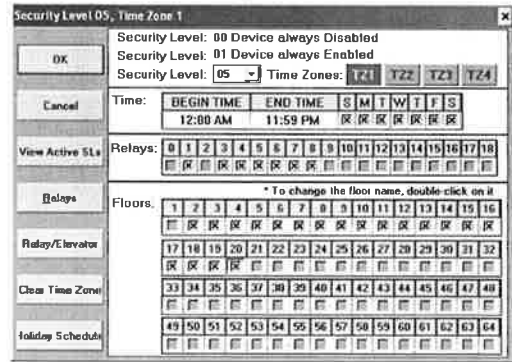 Security Level 05, Time Zone 1
Security Level: 00 Device always Disabled
Security Level: 01 Device always Enabled
Security Level: 05 Time Zones: TZ1 TZ2 TZ3 TZ4
OK
Cancel
View Active SLs
Relays
Relay/Elevator
Clear Time Zone
Holiday Schedule
Time: BEGIN TIME END TIME S M T W T F S
12:00 AM 11:59 PM
Relays: 0 1 2 3 4 5 6 7 8 9 10 11 12 13 14 15 16 17 18
* To change the floor name, double-click on it
Floors. 1 2 3 4 5 6 7 8 9 10 11 12 13 14 15 16
17 18 19 20 21 22 23 24 25 26 27 28 29 30 31 32
33 34 35 36 37 38 39 40 41 42 43 44 45 46 47 48
49 50 51 52 53 54 55 56 57 58 59 60 61 62 63 64